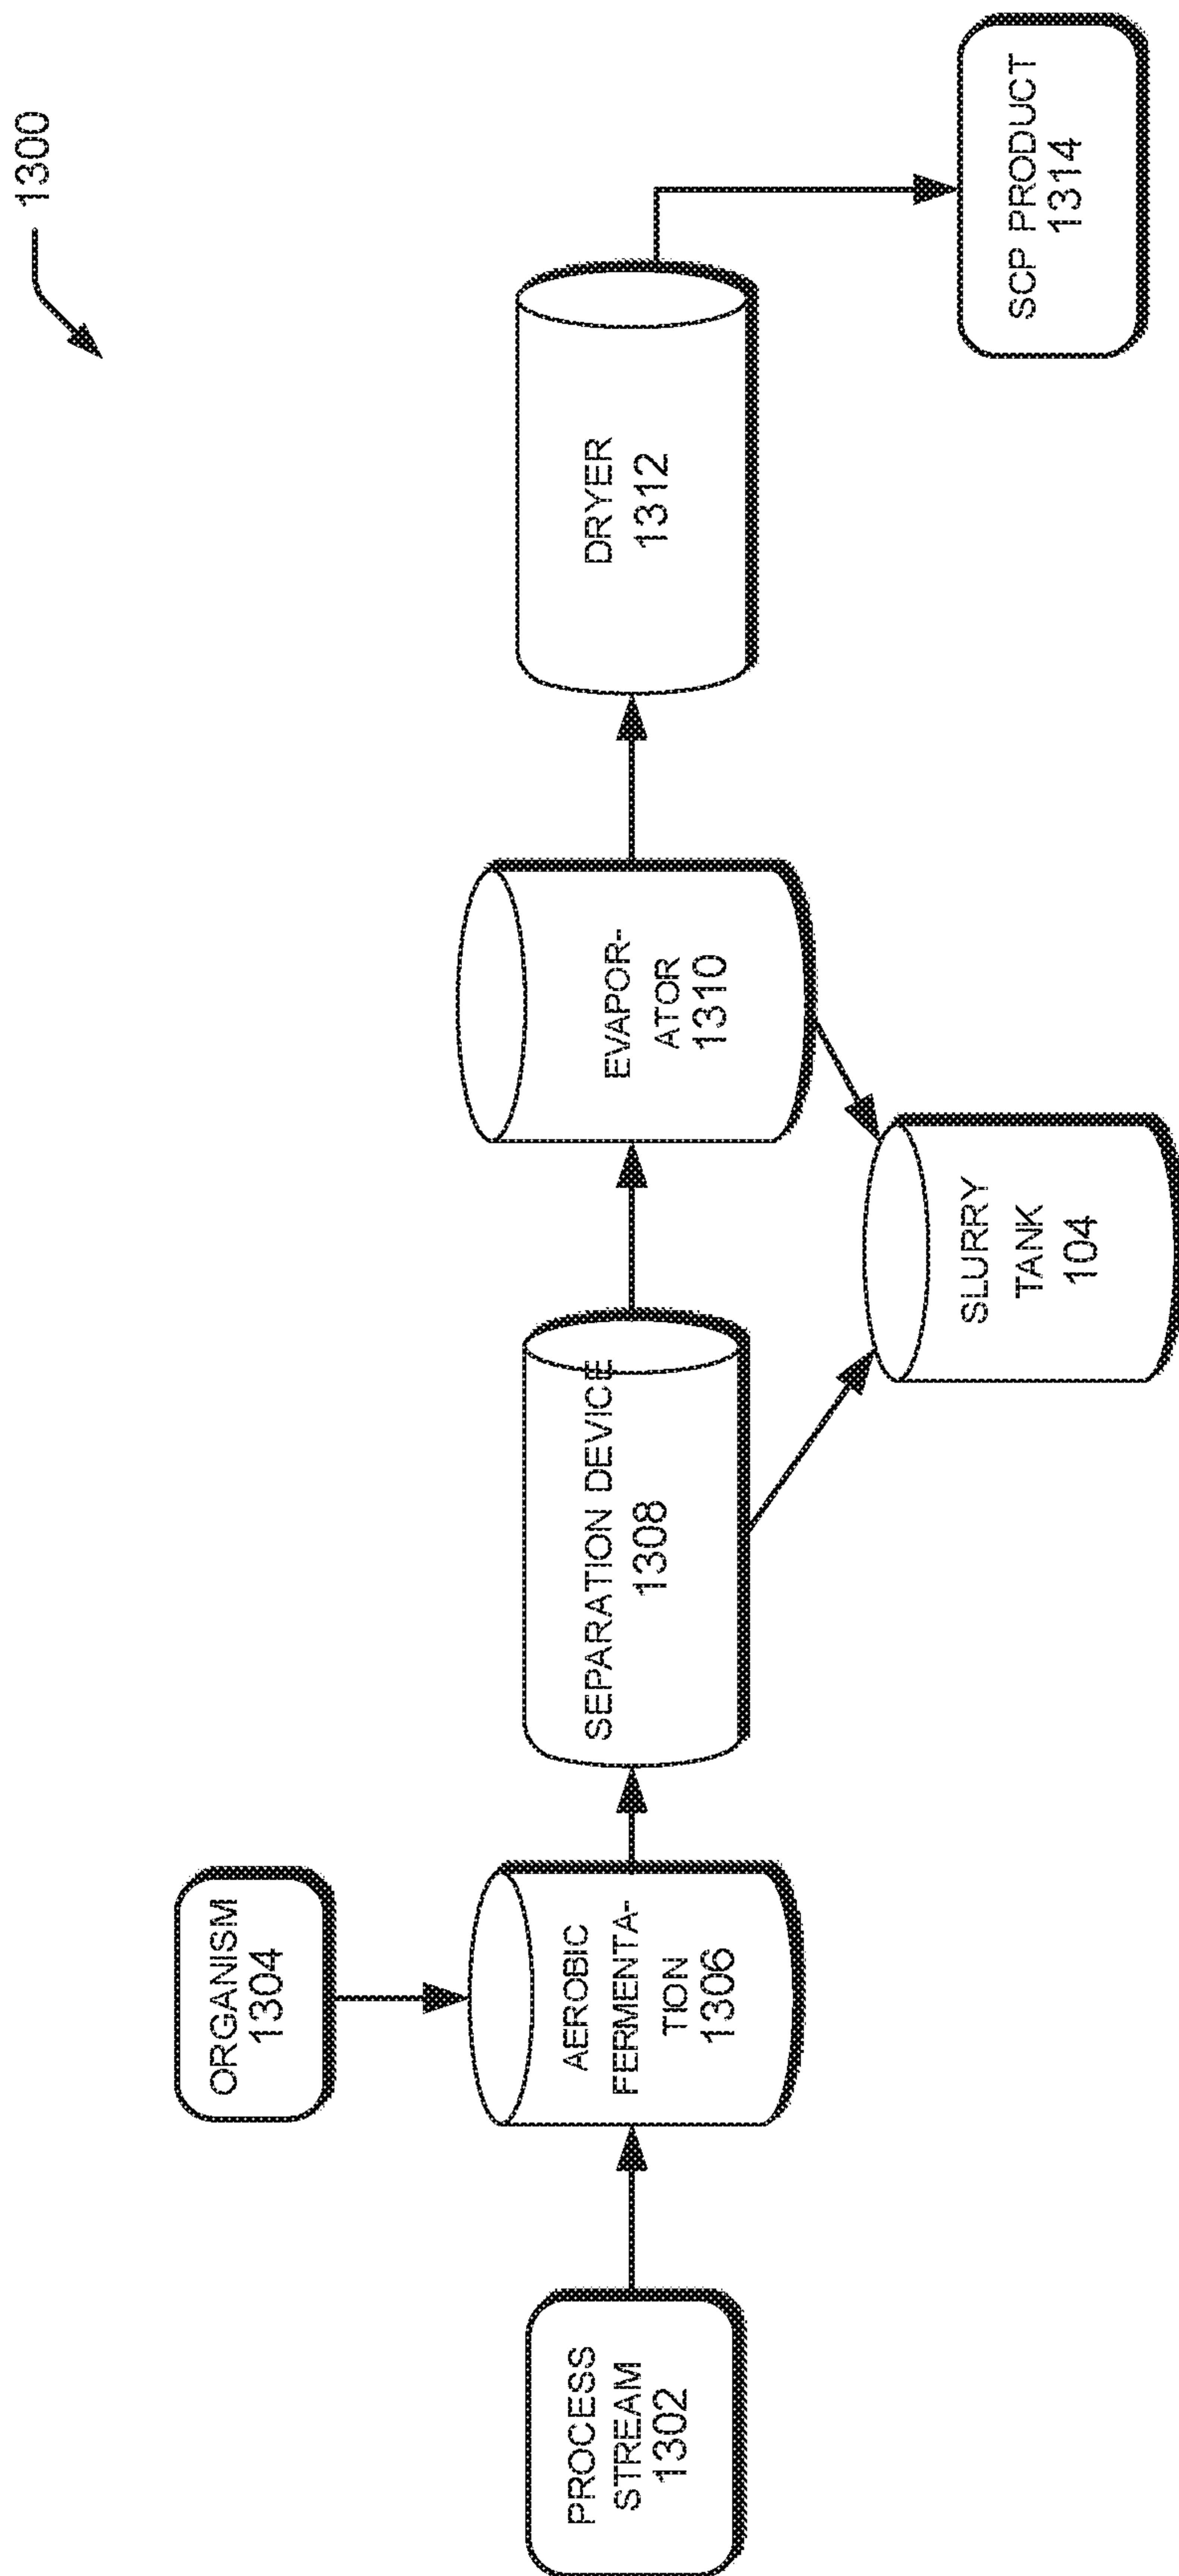 1300
ORGANISM
1304
PROCESS
STREAM
1302
AEROBIC
FERMENTA-
TION
1306
SEPARATION DEVICE
1308
EVAPOR-
ATOR
1310
DRYER
1312
SLURRY
TANK
104
SCP PRODUCT
1314